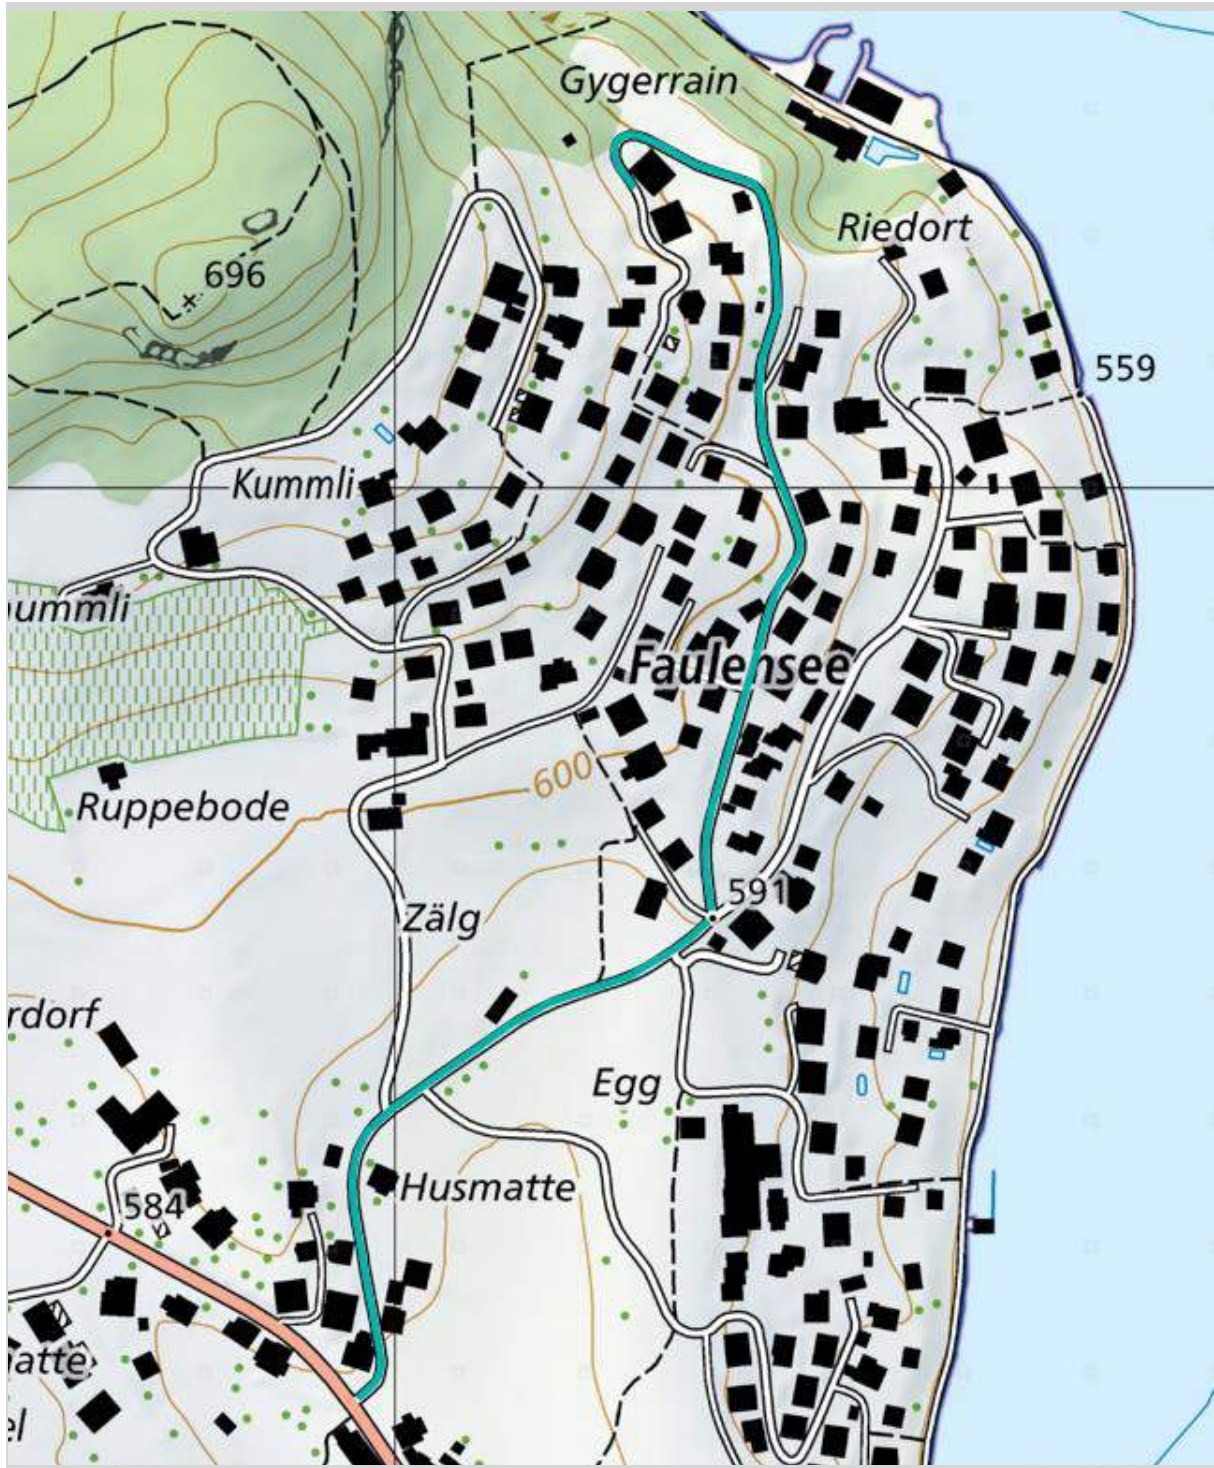 Gygerrain
Riedort
696
559
Kummli
ummli
Faulensee
600
Ruppebode
591
Zälg
rdorf
Egg
Husmatte
584
atte
el